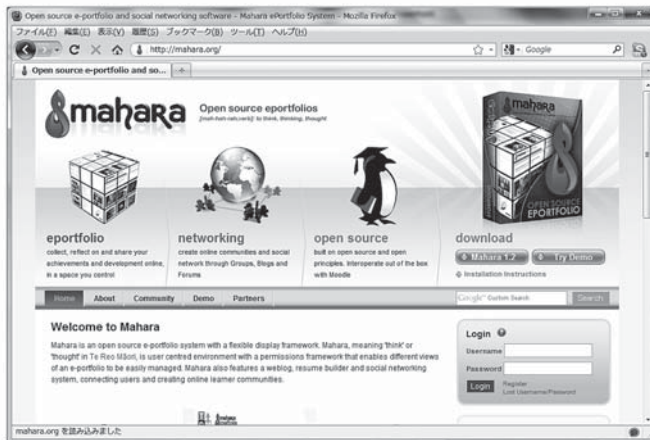 Open source e-portfolio and social networking software - Mahara ePortfolio System - Mozilla Firefox
ファイル(F) 編集(E) 表示(V) 履歴(S) ブックマーク(B) ツール(T) ヘルプ(H)
http://mahara.org/
Google
Open source e-portfolio and so...
mahara
Open source eportfolios
to think, thinking, thought
mahara
OPEN SOURCE
EPORTFOLIO
eportfolio
collect, reflect on and share your
achievements and development online,
in a space you control
networking
create online communities and social
network through Groups, Blogs and
Forums
open source
built on open source and open
principles. Interoperate out of the box
with Moodle
download
Mahara 1.2
Try Demo
Installation Instructions
Home
About
Community
Demo
Partners
Google™ Custom Search
Search
Welcome to Mahara
Mahara is an open source e-portfolio system with a flexible display framework. Mahara, meaning 'think' or
'thought' in Te Reo Māori, is user centred environment with a permissions framework that enables different views
of an e-portfolio to be easily managed. Mahara also features a weblog, resume builder and social networking
system, connecting users and creating online learner communities.
Login
Username
Password
Login
Register
Lost Username/Password
mahara.org を読み込みました